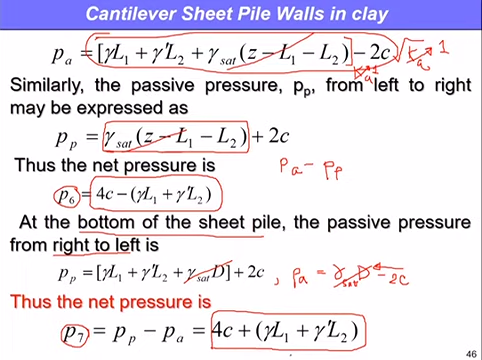 Cantilever Sheet Pile Walls in clay
p_a = [γL_1 + γ'L_2 + γ_sat (z − L_1 − L_2)] − 2c √K_a 1
K_a 1
Similarly, the passive pressure, p_p, from left to right
may be expressed as
p_p = γ_sat (z − L_1 − L_2) + 2c
Thus the net pressure is
P_a − P_p
p_6 = 4c − (γL_1 + γ'L_2)
At the bottom of the sheet pile, the passive pressure
from right to left is
p_p = [γL_1 + γ'L_2 + γ_sat D] + 2c , p_a = γ_sat D − 2c
Thus the net pressure is
p_7 = p_p − p_a = 4c + (γL_1 + γ'L_2)
46